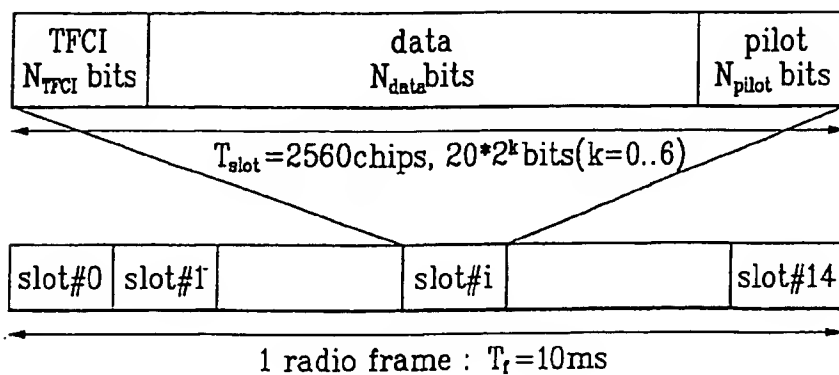 TFCI
N_TFCI bits
data
N_data bits
pilot
N_pilot bits
T_slot=2560chips, 20*2^k bits(k=0..6)
slot#0 slot#1 slot#i slot#14
1 radio frame : T_f=10ms